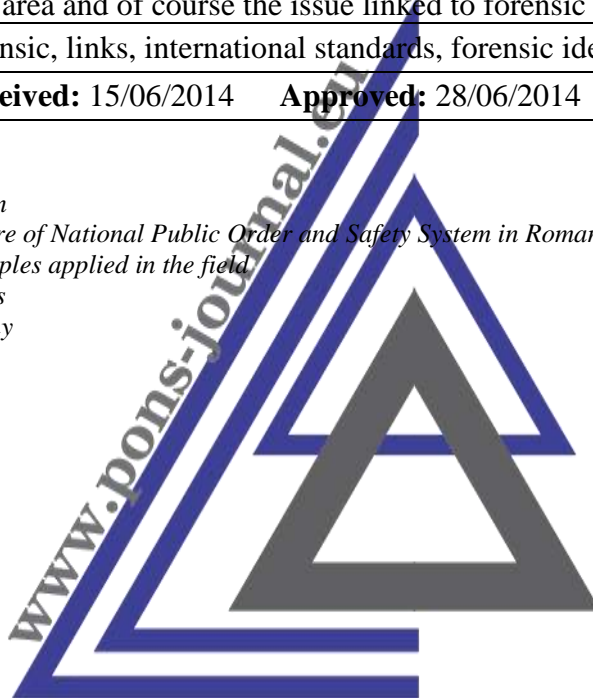 area and of course the issue linked to forensic
nsic, links, international standards, forensic ide
eived: 15/06/2014 Approved: 28/06/2014
n
re of National Public Order and Safety System in Roman
ples applied in the field
s
y
www.pons-journal.eu